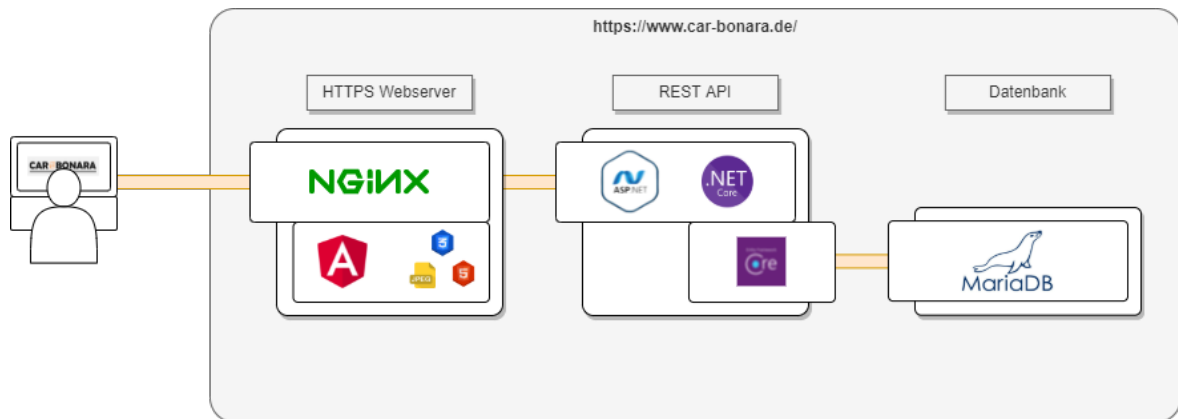 https://www.car-bonara.de/
HTTPS Webserver
REST API
Datenbank
CAR BONARA
NGINX
ASP.NET
.NET
Core
JPEG
Core
MariaDB